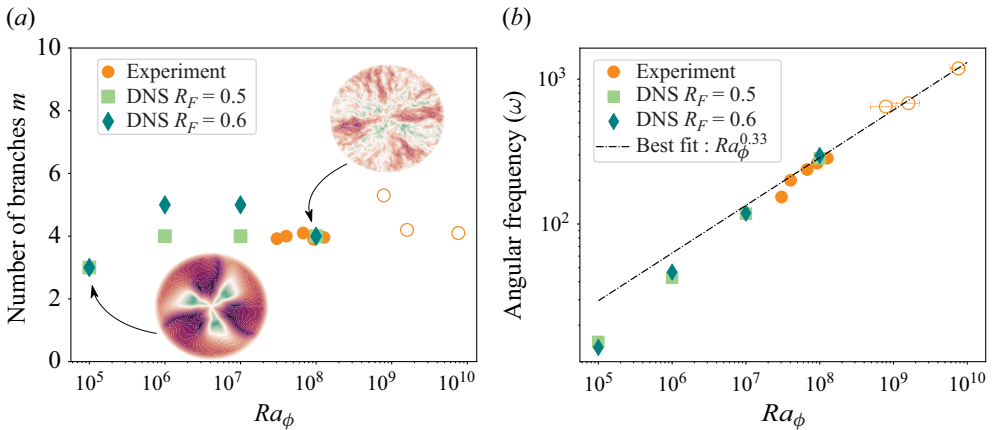 (a)
10
8
6
4
2
0
Number of branches m
Experiment
DNS R_F = 0.5
DNS R_F = 0.6
10^5
10^6
10^7
10^8
10^9
10^10
Ra_ϕ
(b)
10^3
10^2
Angular frequency (ω)
Experiment
DNS R_F = 0.5
DNS R_F = 0.6
Best fit : Ra_ϕ^0.33
10^5
10^6
10^7
10^8
10^9
10^10
Ra_ϕ